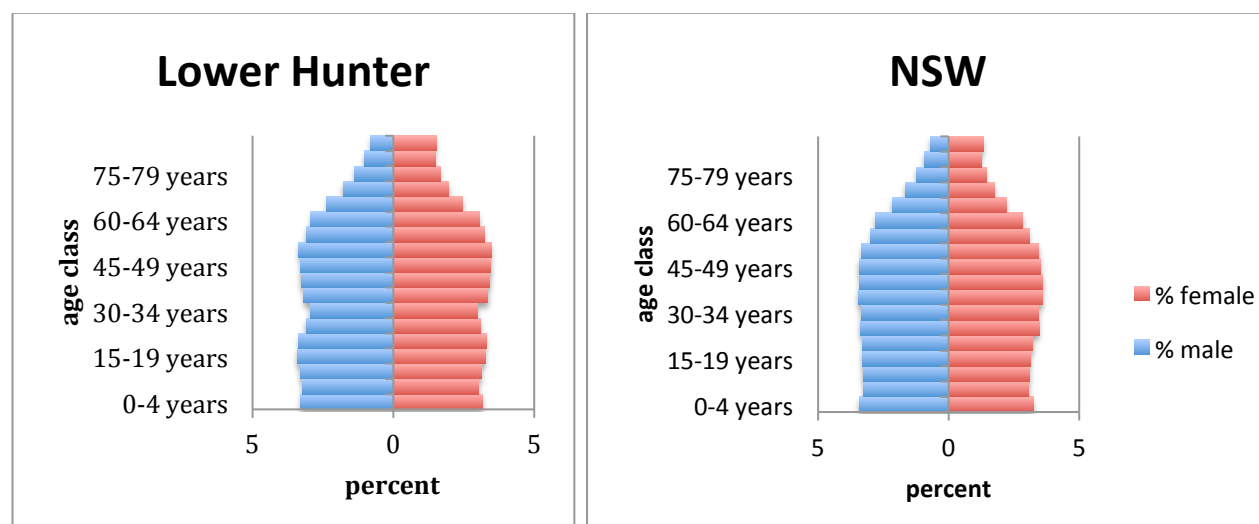 Lower Hunter
age class
75-79 years
60-64 years
45-49 years
30-34 years
15-19 years
0-4 years
5 0 5
percent
NSW
age class
75-79 years
60-64 years
45-49 years
30-34 years
15-19 years
0-4 years
5 0 5
percent
% female
% male